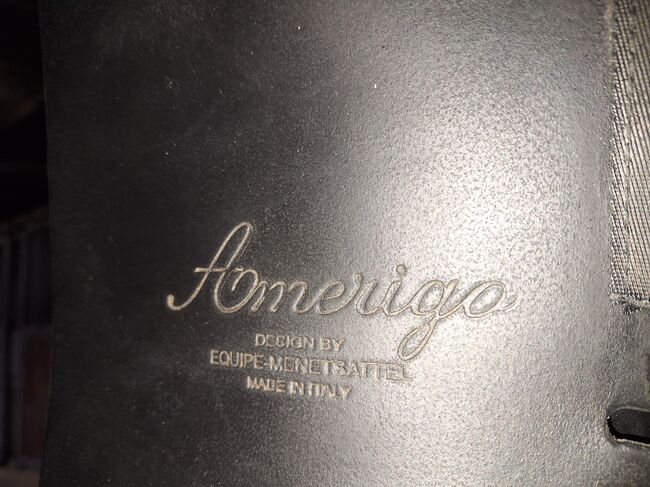 Amerigo
DESIGN BY
EQUIPE-MENETSATTEL
MADE IN ITALY